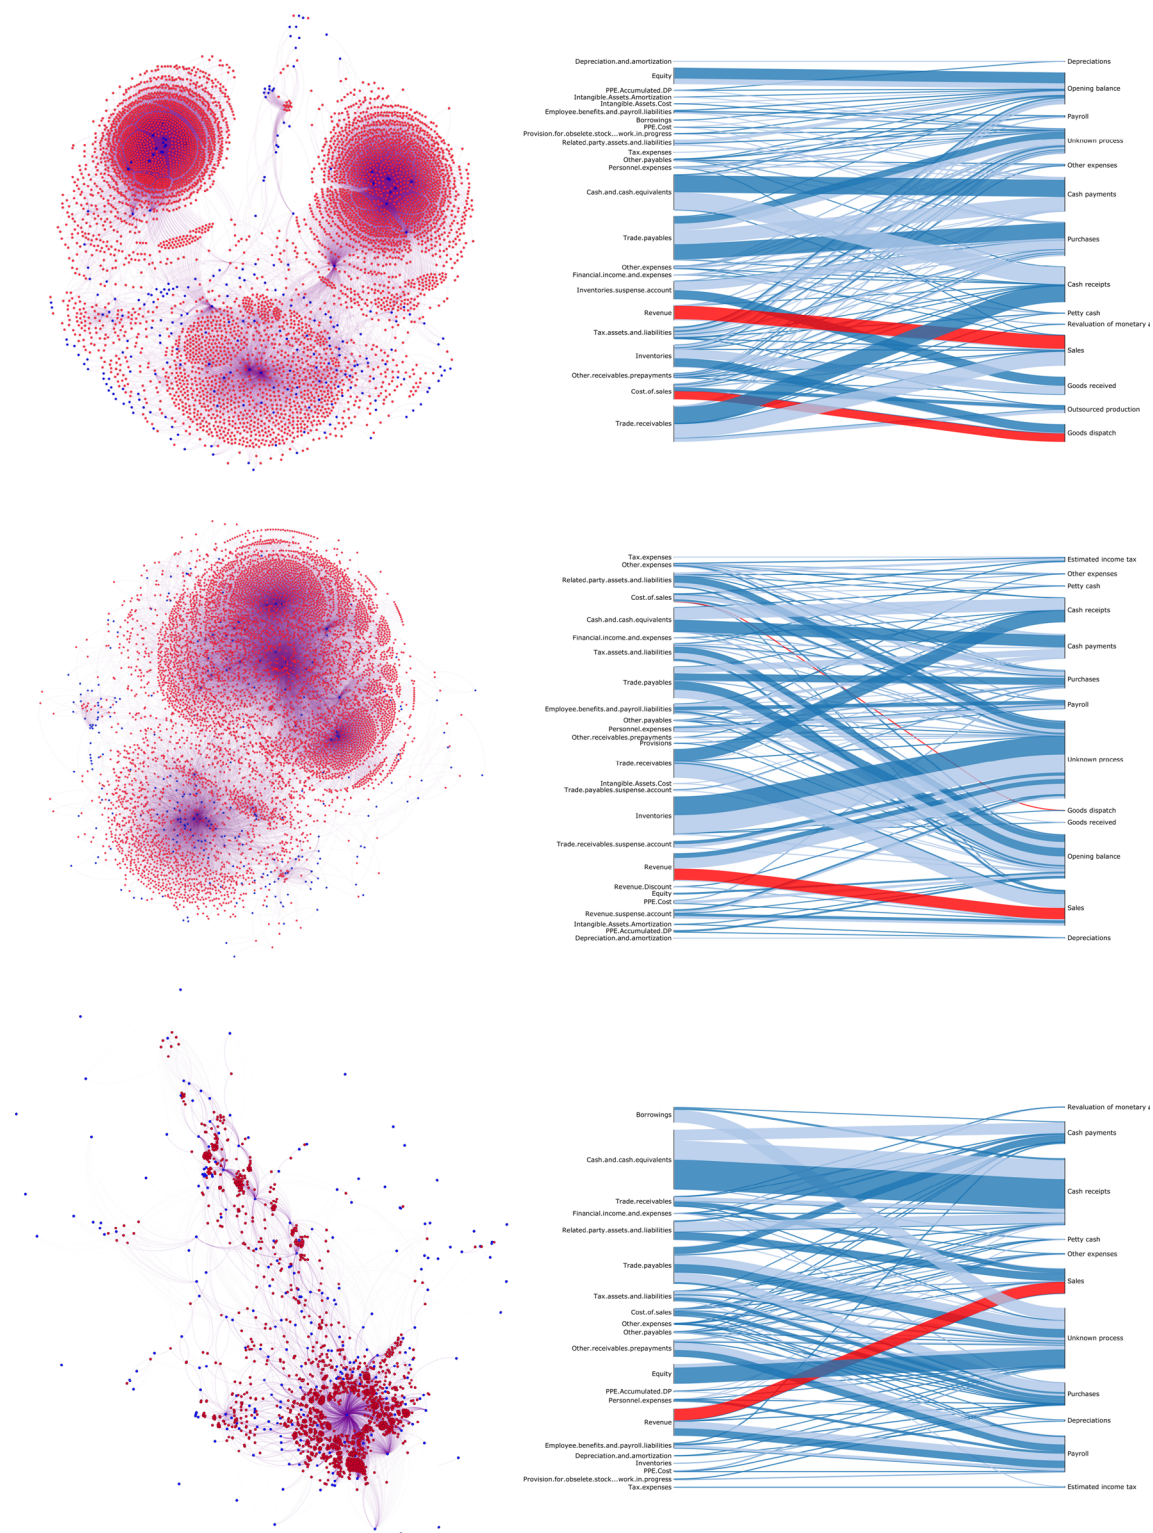 Depreciation.and.amortization
Equity
PPE.Accumulated.DP
Intangible.Assets.Amortization
Intangible.Assets.Cost
Employee.benefits.and.payroll.liabilities
Borrowings
PPE.Cost
Provision.for.obselete.stock...work.in.progress
Related.party.assets.and.liabilities
Tax.expenses
Other.payables
Personnel.expenses
Cash.and.cash.equivalents
Trade.payables
Other.expenses
Financial.income.and.expenses
Inventories.suspense.account
Revenue
Tax.assets.and.liabilities
Inventories
Other.receivables.prepayments
Cost.of.sales
Trade.receivables
Depreciations
Opening balance
Payroll
Unknown process
Other expenses
Cash payments
Purchases
Cash receipts
Petty cash
Revaluation of monetary a
Sales
Goods received
Outsourced production
Goods dispatch
Tax.expenses
Other.expenses
Related.party.assets.and.liabilities
Cost.of.sales
Cash.and.cash.equivalents
Financial.income.and.expenses
Tax.assets.and.liabilities
Trade.payables
Employee.benefits.and.payroll.liabilities
Other.payables
Personnel.expenses
Other.receivables.prepayments
Provisions
Trade.receivables
Intangible.Assets.Cost
Trade.payables.suspense.account
Inventories
Trade.receivables.suspense.account
Revenue
Revenue.Discount
Equity
PPE.Cost
Revenue.suspense.account
Intangible.Assets.Amortization
PPE.Accumulated.DP
Depreciation.and.amortization
Estimated income tax
Other expenses
Petty cash
Cash receipts
Cash payments
Purchases
Payroll
Unknown process
Goods dispatch
Goods received
Opening balance
Sales
Depreciations
Borrowings
Cash.and.cash.equivalents
Trade.receivables
Financial.income.and.expenses
Related.party.assets.and.liabilities
Trade.payables
Tax.assets.and.liabilities
Cost.of.sales
Other.expenses
Other.payables
Other.receivables.prepayments
Equity
PPE.Accumulated.DP
Personnel.expenses
Revenue
Employee.benefits.and.payroll.liabilities
Depreciation.and.amortization
Inventories
PPE.Cost
Provision.for.obselete.stock...work.in.progress
Tax.expenses
Revaluation of monetary a
Cash payments
Cash receipts
Petty cash
Other expenses
Sales
Unknown process
Purchases
Depreciations
Payroll
Estimated income tax